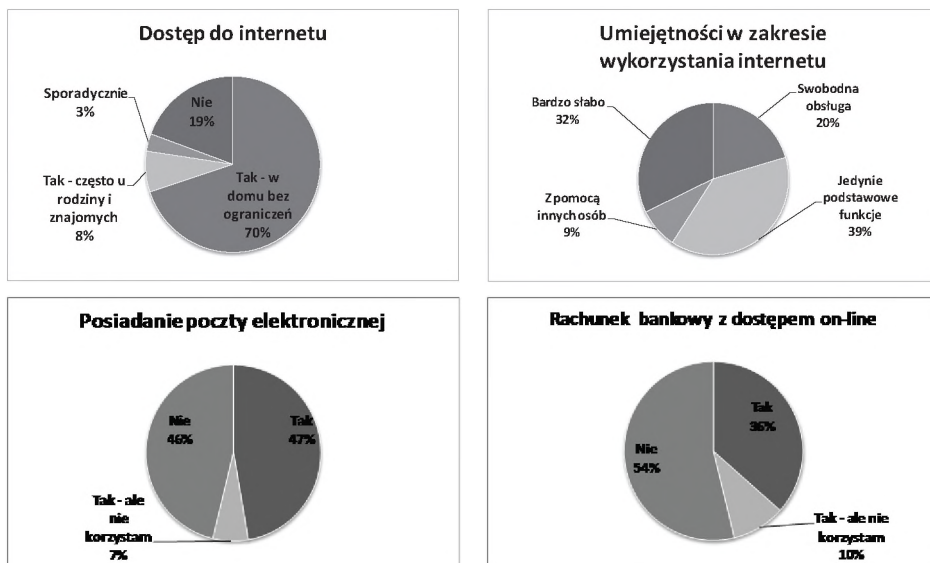 Dostęp do internetu
Sporadycznie
3%
Nie
19%
Tak - często u
rodziny i
znajomych
8%
Tak - w
domu bez
ograniczeń
70%
Umiejętności w zakresie
wykorzystania internetu
Bardzo słabo
32%
Swobodna
obsługa
20%
Z pomocą
innych osób
9%
Jedynie
podstawowe
funkcje
39%
Posiadanie poczty elektronicznej
Nie
46%
Tak
47%
Tak - ale
nie
korzystam
7%
Rachunek bankowy z dostępem on-line
Tak
36%
Nie
54%
Tak - ale nie
korzystam
10%